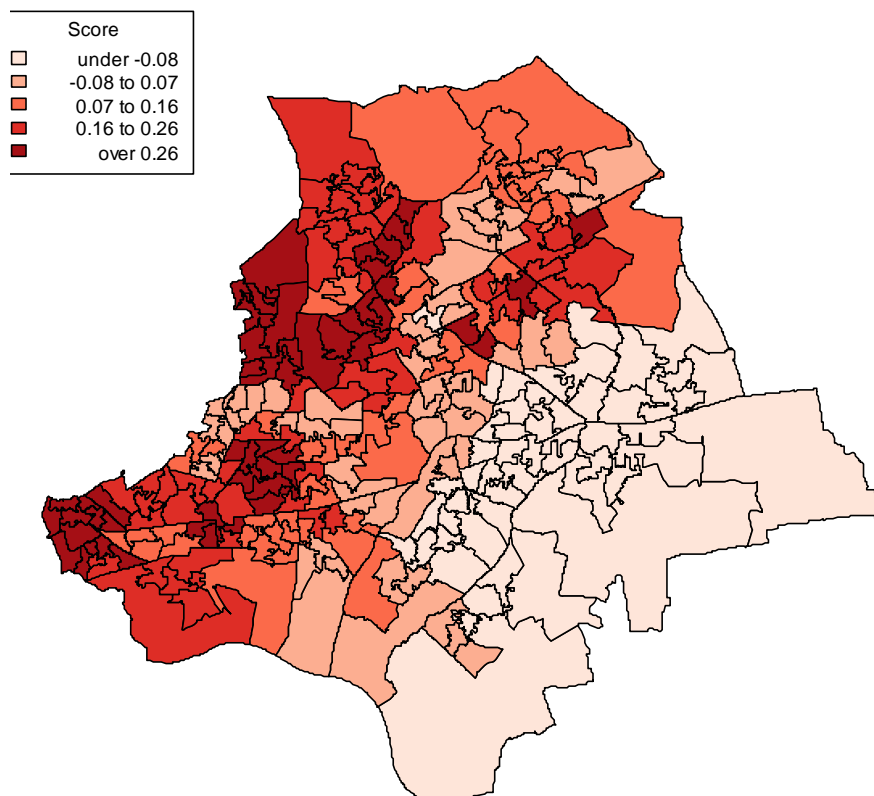 Score
under -0.08
-0.08 to 0.07
0.07 to 0.16
0.16 to 0.26
over 0.26